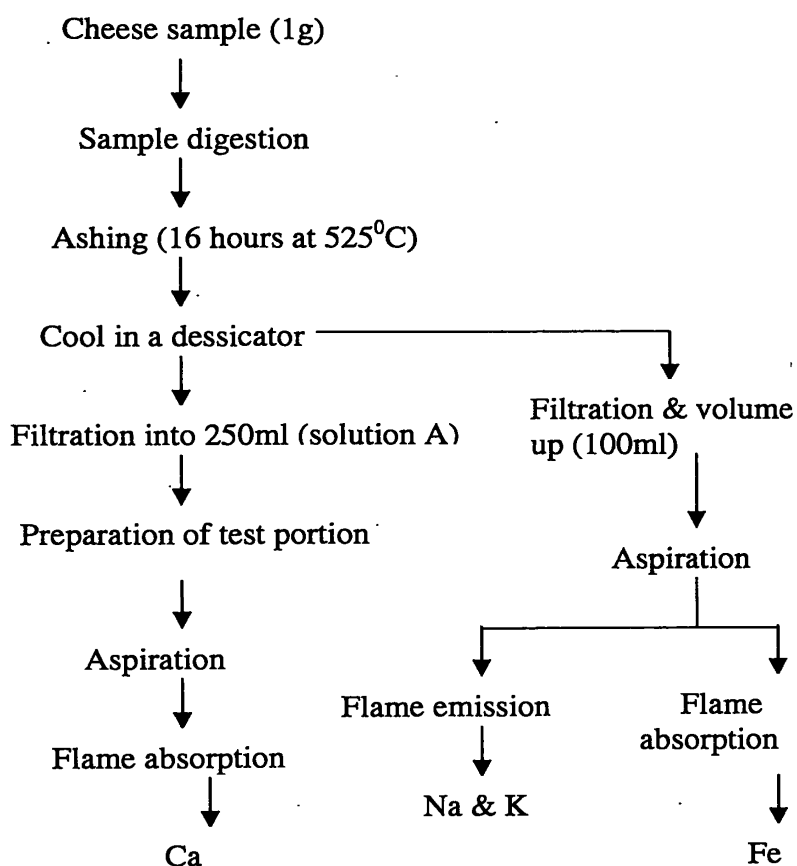 Cheese sample (1g)
Sample digestion
Ashing (16 hours at 525⁰C)
Cool in a dessicator
Filtration into 250ml (solution A)
Preparation of test portion
Aspiration
Flame absorption
Ca
Filtration & volume
up (100ml)
Aspiration
Flame emission
Na & K
Flame
absorption
Fe